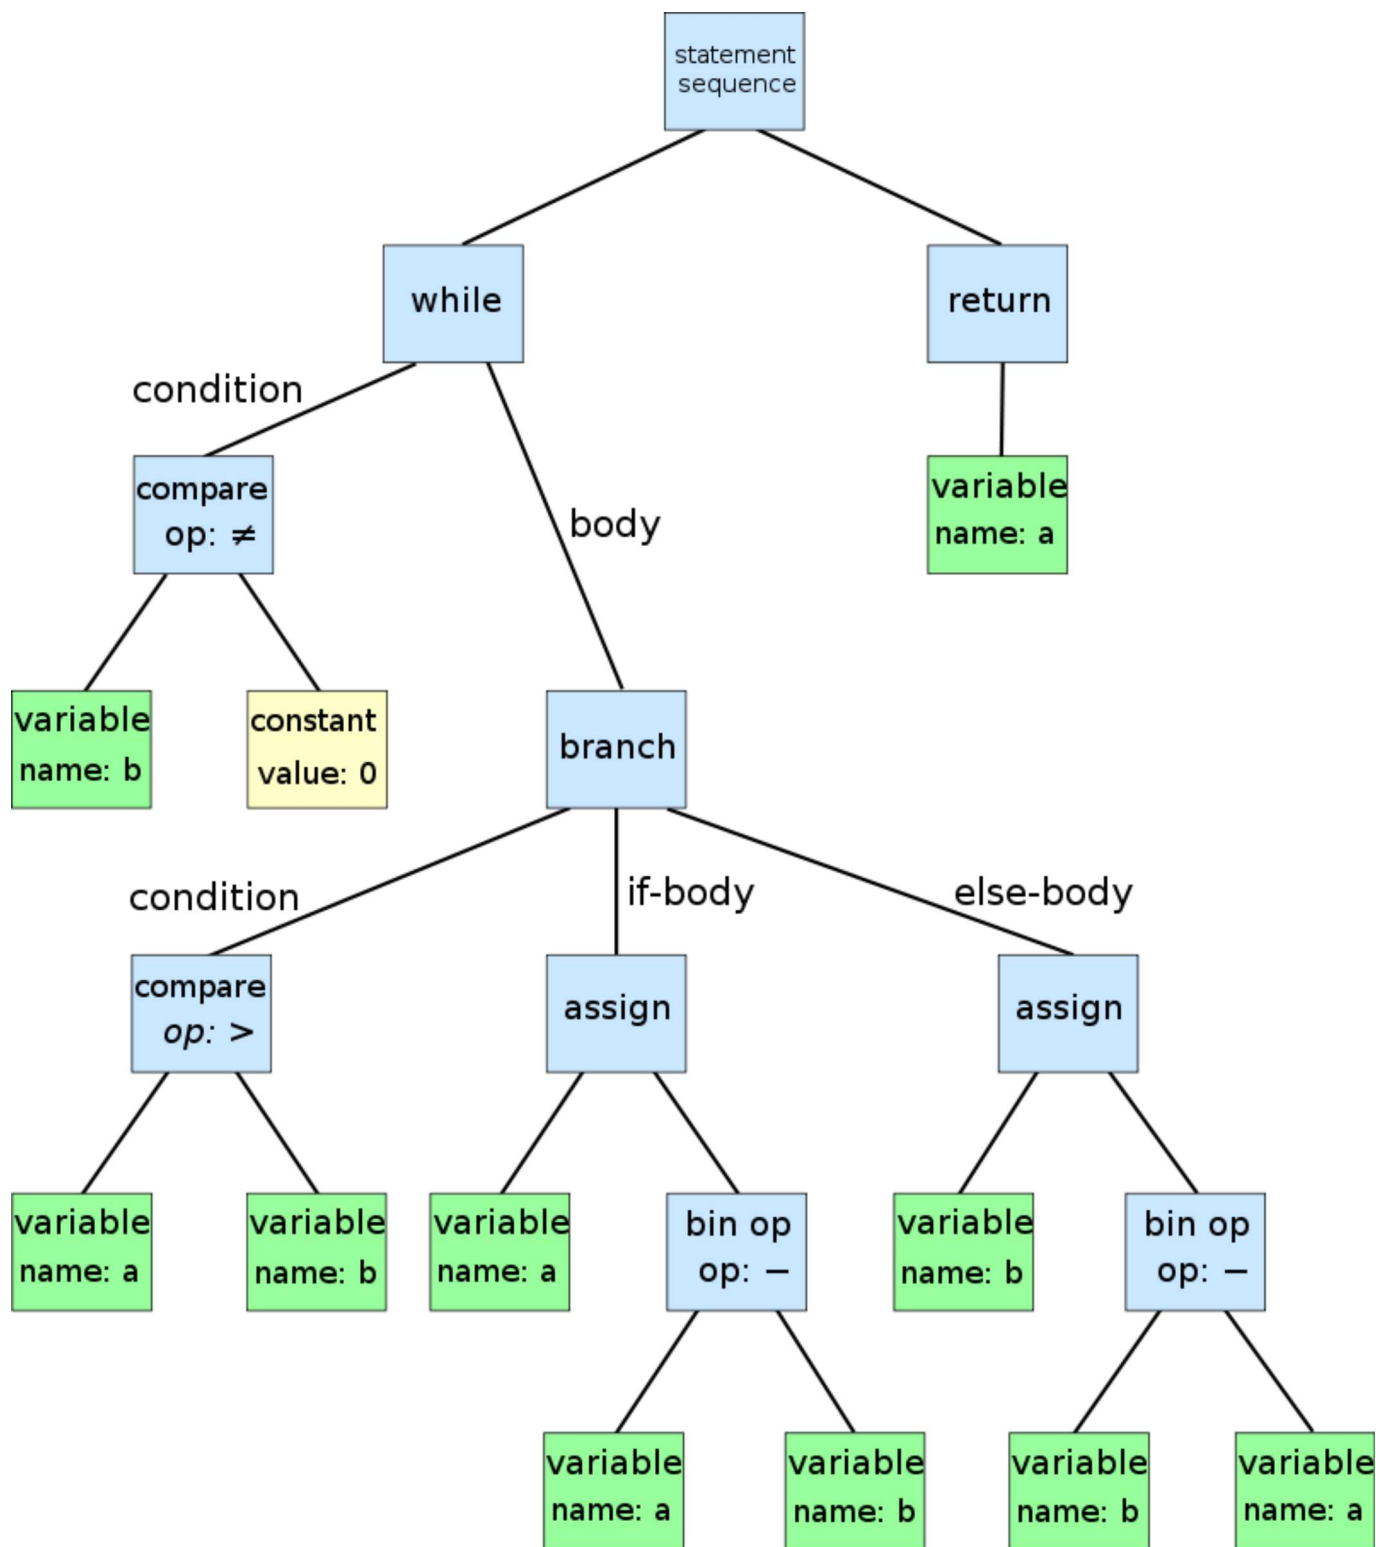 statement
sequence
while
return
condition
compare
op: ≠
body
variable
name: a
variable
name: b
constant
value: 0
branch
condition
if-body
else-body
compare
op: >
assign
assign
variable
name: a
variable
name: b
variable
name: a
bin op
op: −
variable
name: b
bin op
op: −
variable
name: a
variable
name: b
variable
name: b
variable
name: a